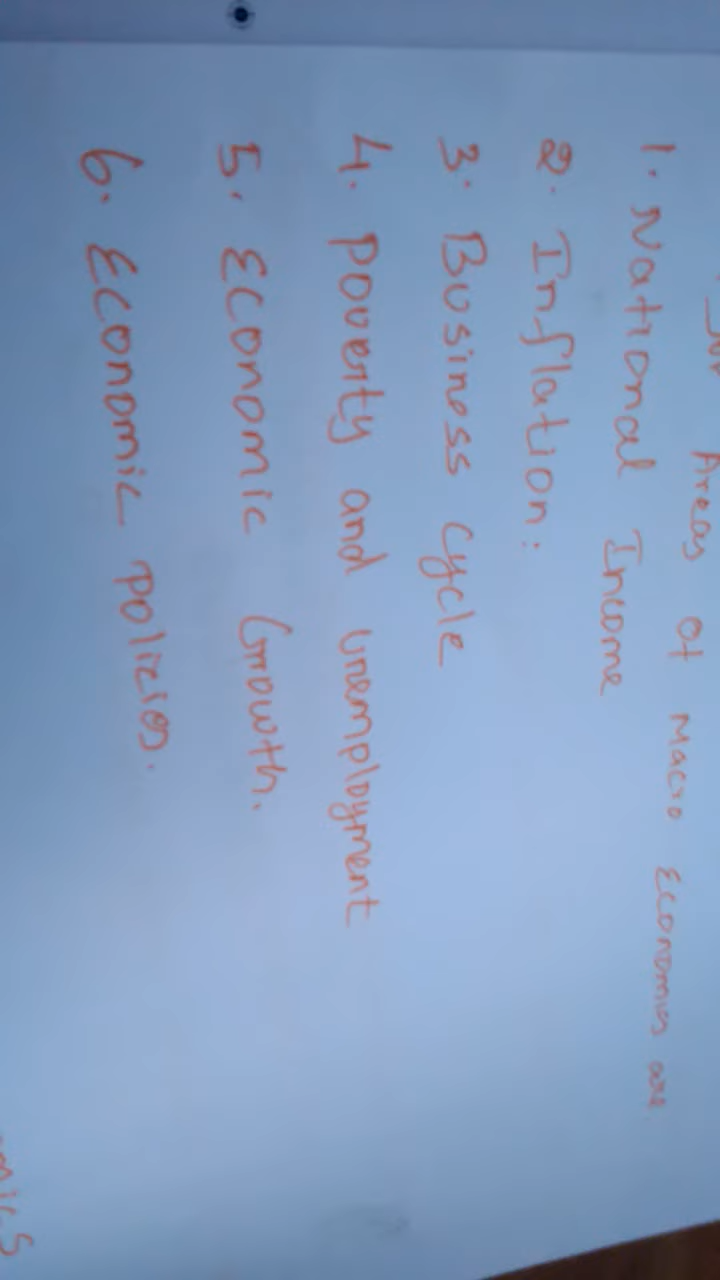 Areas of Macro Economics are
1. National Income
2. Inflation:
3. Business Cycle
4. Poverty and Unemployment
5. Economic Growth.
6. Economic Policies.